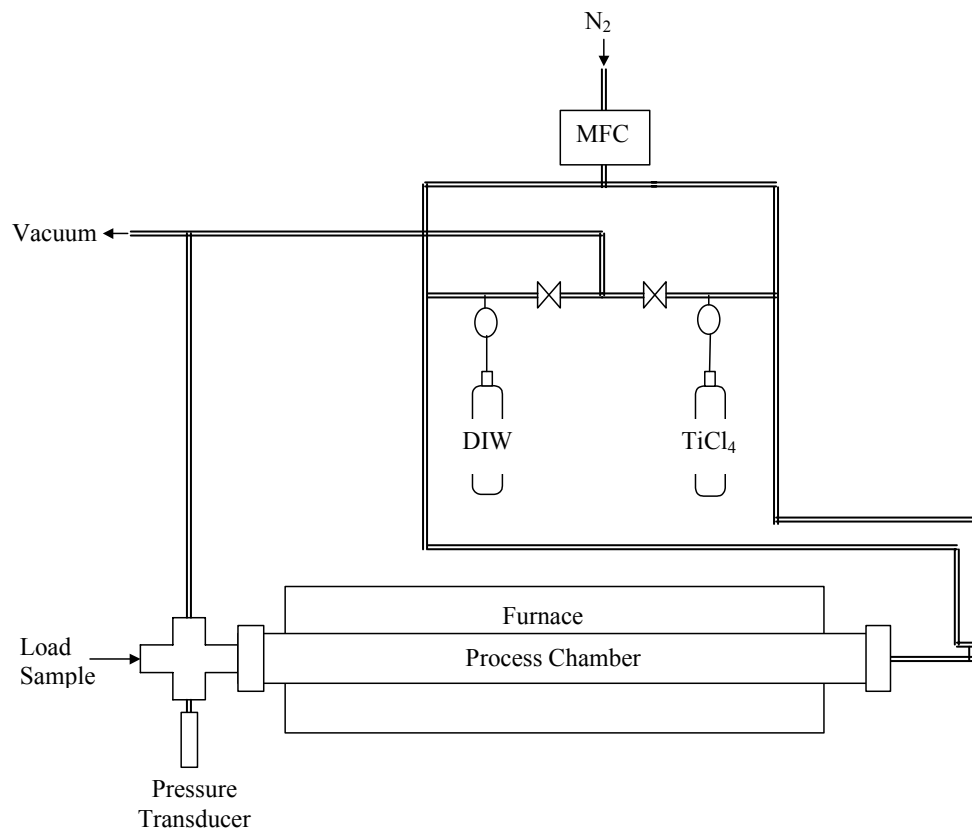 N₂
MFC
Vacuum
DIW
TiCl₄
Furnace
Load
Sample
Process Chamber
Pressure
Transducer